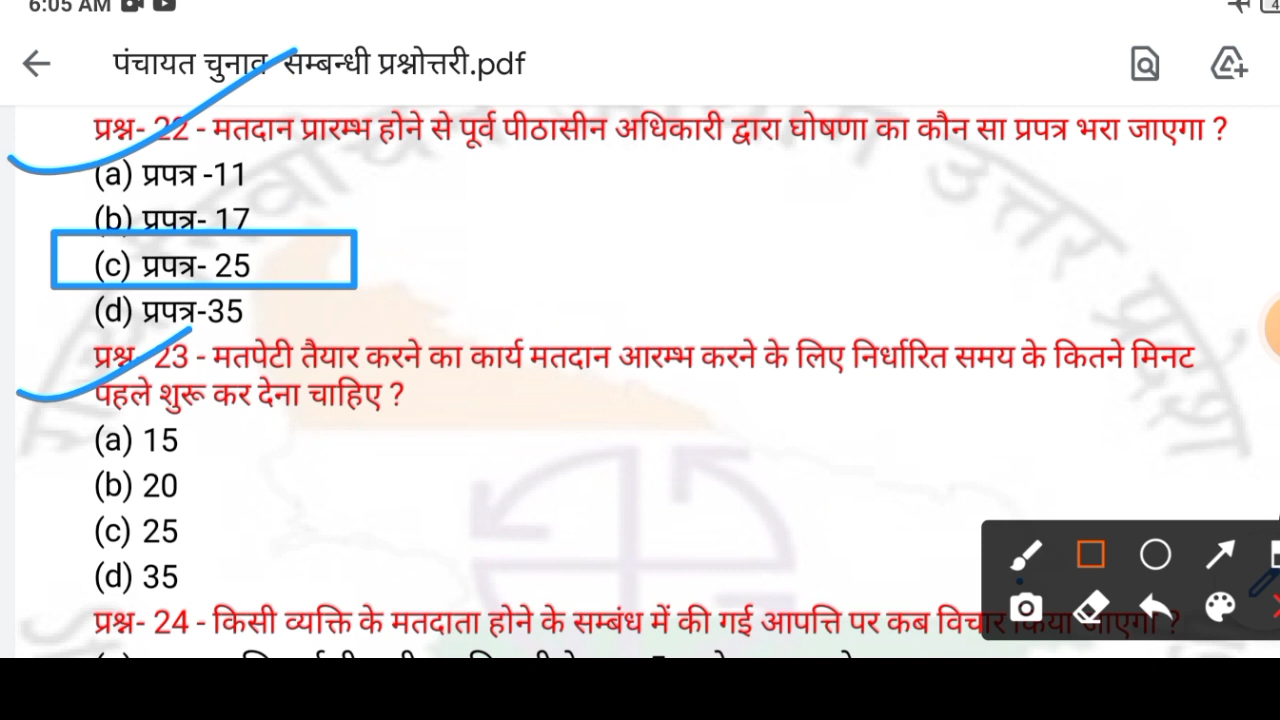 6:05 AM
पंचायत चुनाव सम्बन्धी प्रश्नोत्तरी.pdf
प्रश्न- 22 - मतदान प्रारम्भ होने से पूर्व पीठासीन अधिकारी द्वारा घोषणा का कौन सा प्रपत्र भरा जाएगा ?
(a) प्रपत्र -11
(b) प्रपत्र- 17
(c) प्रपत्र- 25
(d) प्रपत्र-35
प्रश्न- 23 - मतपेटी तैयार करने का कार्य मतदान आरम्भ करने के लिए निर्धारित समय के कितने मिनट
पहले शुरू कर देना चाहिए ?
(a) 15
(b) 20
(c) 25
(d) 35
प्रश्न- 24 - किसी व्यक्ति के मतदाता होने के सम्बंध में की गई आपत्ति पर कब विचार किया जाएगा ?